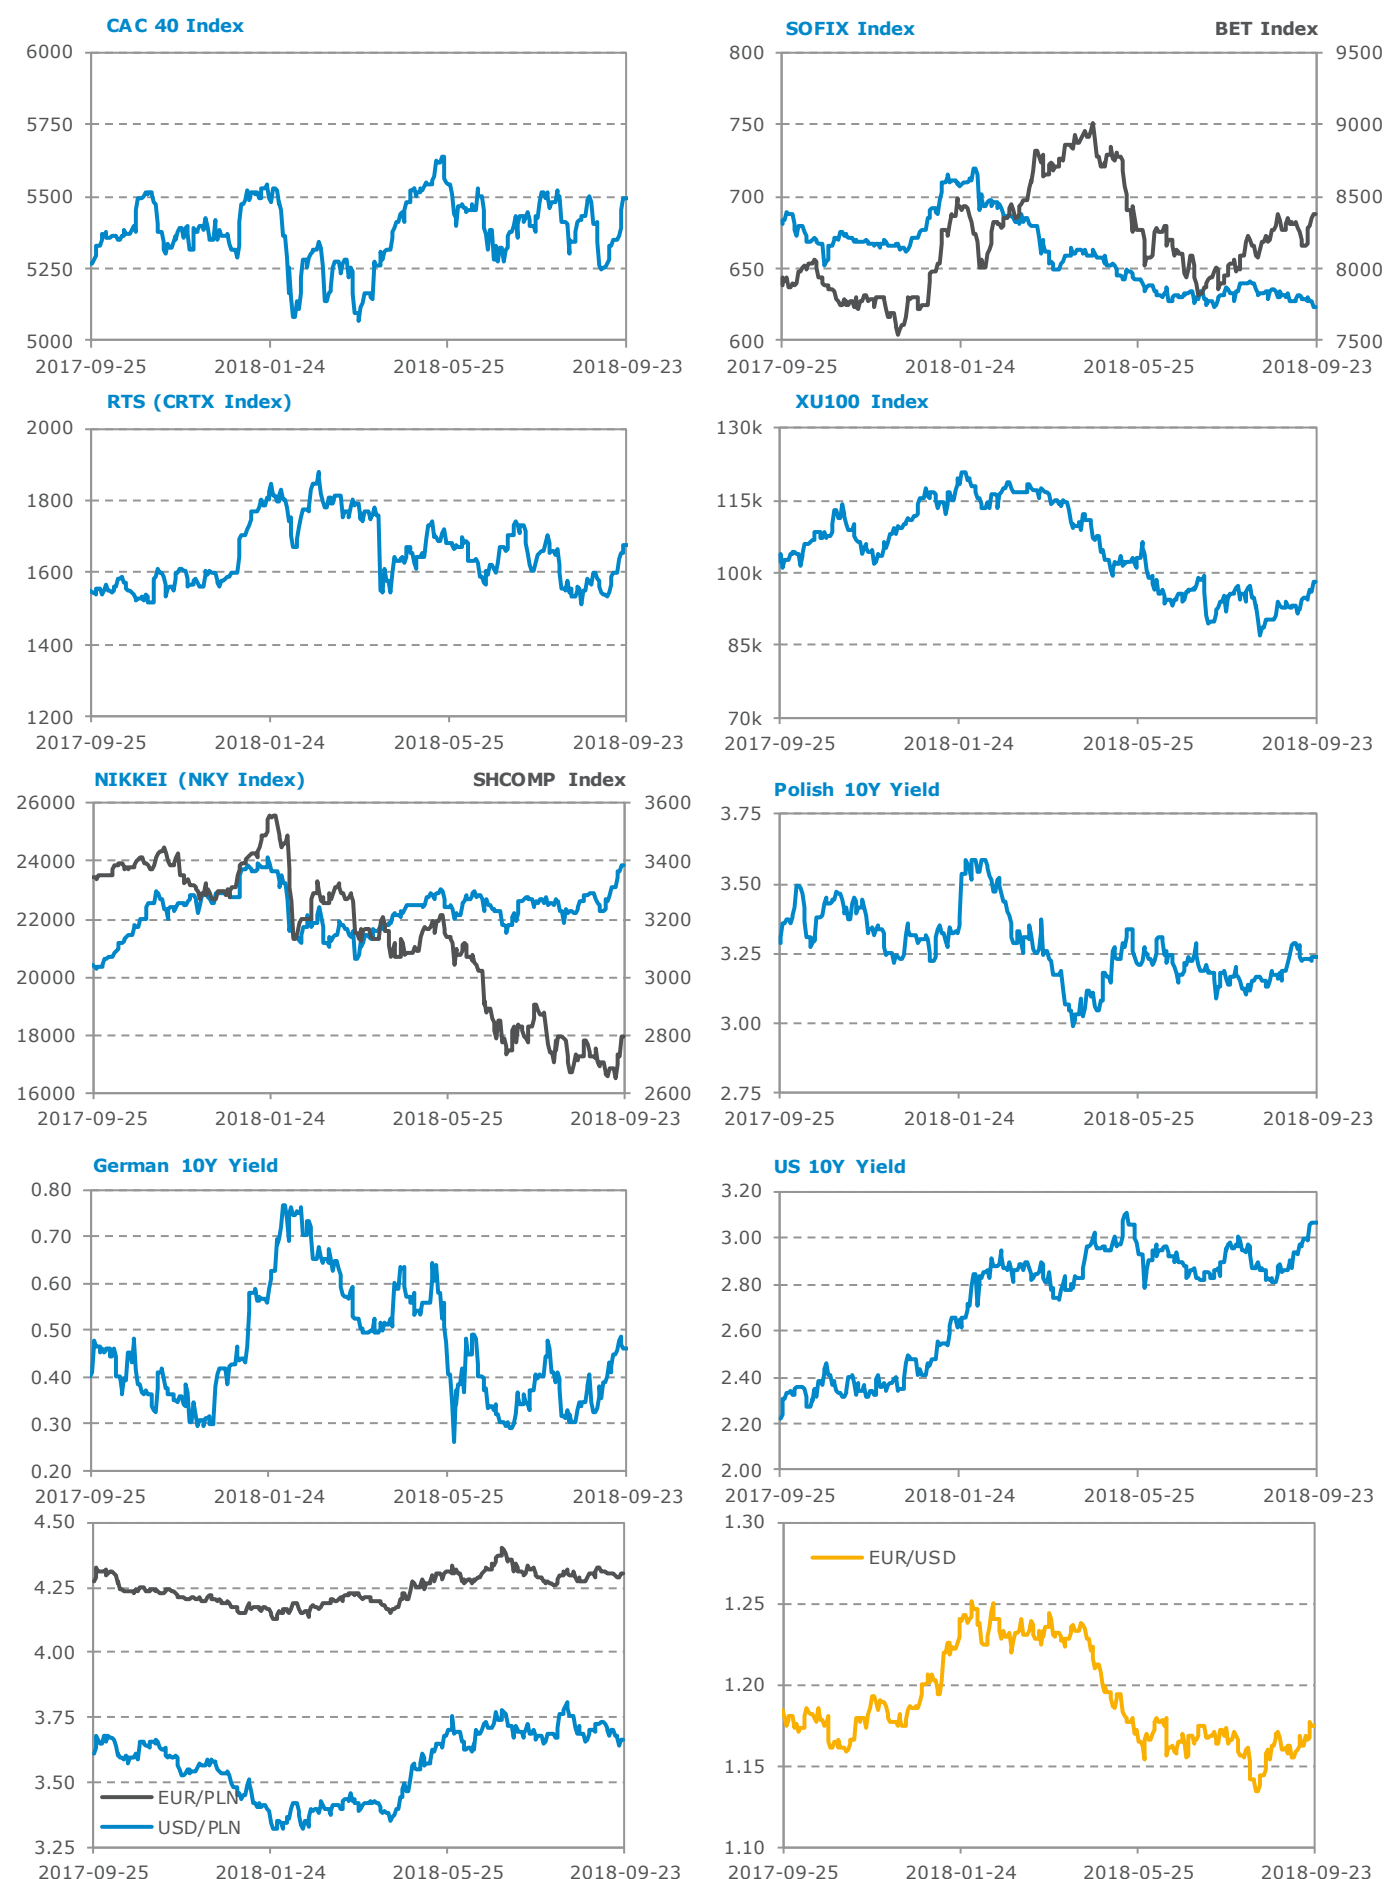 CAC 40 Index
6000
5750
5500
5250
5000
2017-09-25 2018-01-24 2018-05-25 2018-09-23
SOFIX Index BET Index
800 9500
750 9000
700 8500
650 8000
600 7500
2017-09-25 2018-01-24 2018-05-25 2018-09-23
RTS (CRTX Index)
2000
1800
1600
1400
1200
2017-09-25 2018-01-24 2018-05-25 2018-09-23
XU100 Index
130k
115k
100k
85k
70k
2017-09-25 2018-01-24 2018-05-25 2018-09-23
NIKKEI (NKY Index) SHCOMP Index
26000 3600
24000 3400
22000 3200
20000 3000
18000 2800
16000 2600
2017-09-25 2018-01-24 2018-05-25 2018-09-23
Polish 10Y Yield
3.75
3.50
3.25
3.00
2.75
2017-09-25 2018-01-24 2018-05-25 2018-09-23
German 10Y Yield
0.80
0.70
0.60
0.50
0.40
0.30
0.20
2017-09-25 2018-01-24 2018-05-25 2018-09-23
US 10Y Yield
3.20
3.00
2.80
2.60
2.40
2.20
2.00
2017-09-25 2018-01-24 2018-05-25 2018-09-23
4.50
4.25
4.00
3.75
3.50
EUR/PLN
USD/PLN
3.25
2017-09-25 2018-01-24 2018-05-25 2018-09-23
1.30
EUR/USD
1.25
1.20
1.15
1.10
2017-09-25 2018-01-24 2018-05-25 2018-09-23